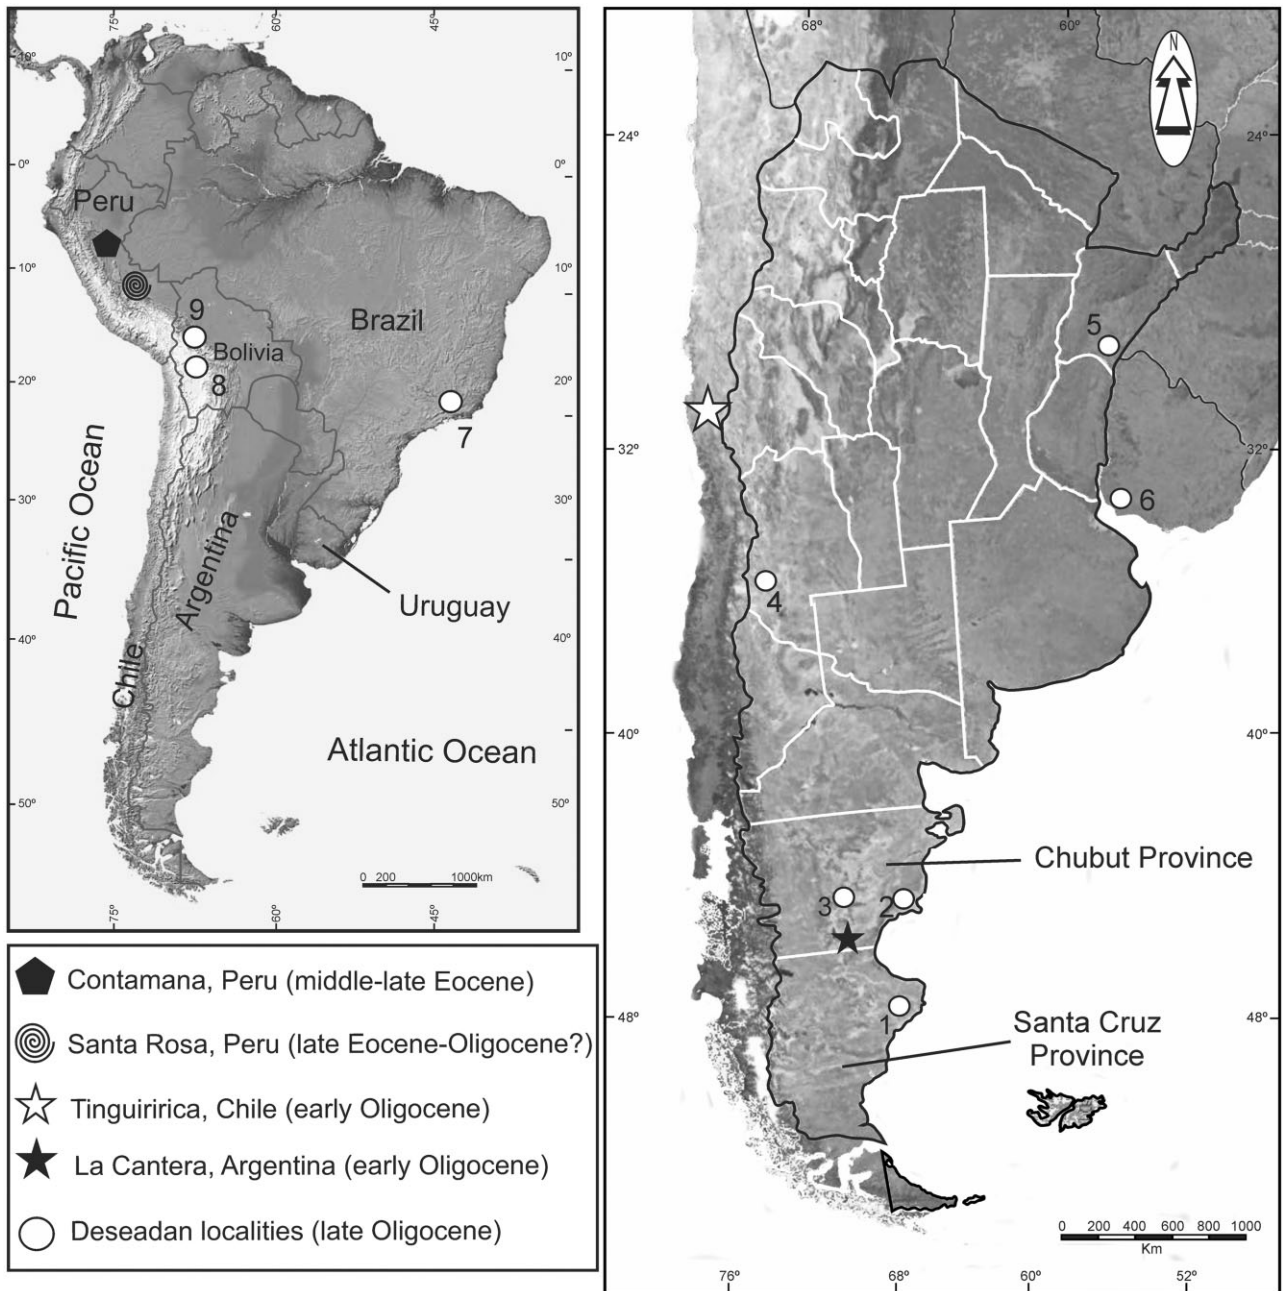 75º 60º 45º
10º 10º
0º 0º
Peru
10º 10º
9
Brazil
Bolivia
8
20º 20º
7
Pacific Ocean
30º 30º
Argentina
Uruguay
40º 40º
Chile
Atlantic Ocean
50º 50º
0 200 600 1000km
75º 60º 45º
Contamana, Peru (middle-late Eocene)
Santa Rosa, Peru (late Eocene-Oligocene?)
Tinguiririca, Chile (early Oligocene)
La Cantera, Argentina (early Oligocene)
Deseadan localities (late Oligocene)
68º 60º
N
24º 24º
5
32º 32º
6
4
40º 40º
Chubut Province
3 2
1
48º 48º
Santa Cruz
Province
0 200 400 600 800 1000
Km
76º 68º 60º 52º